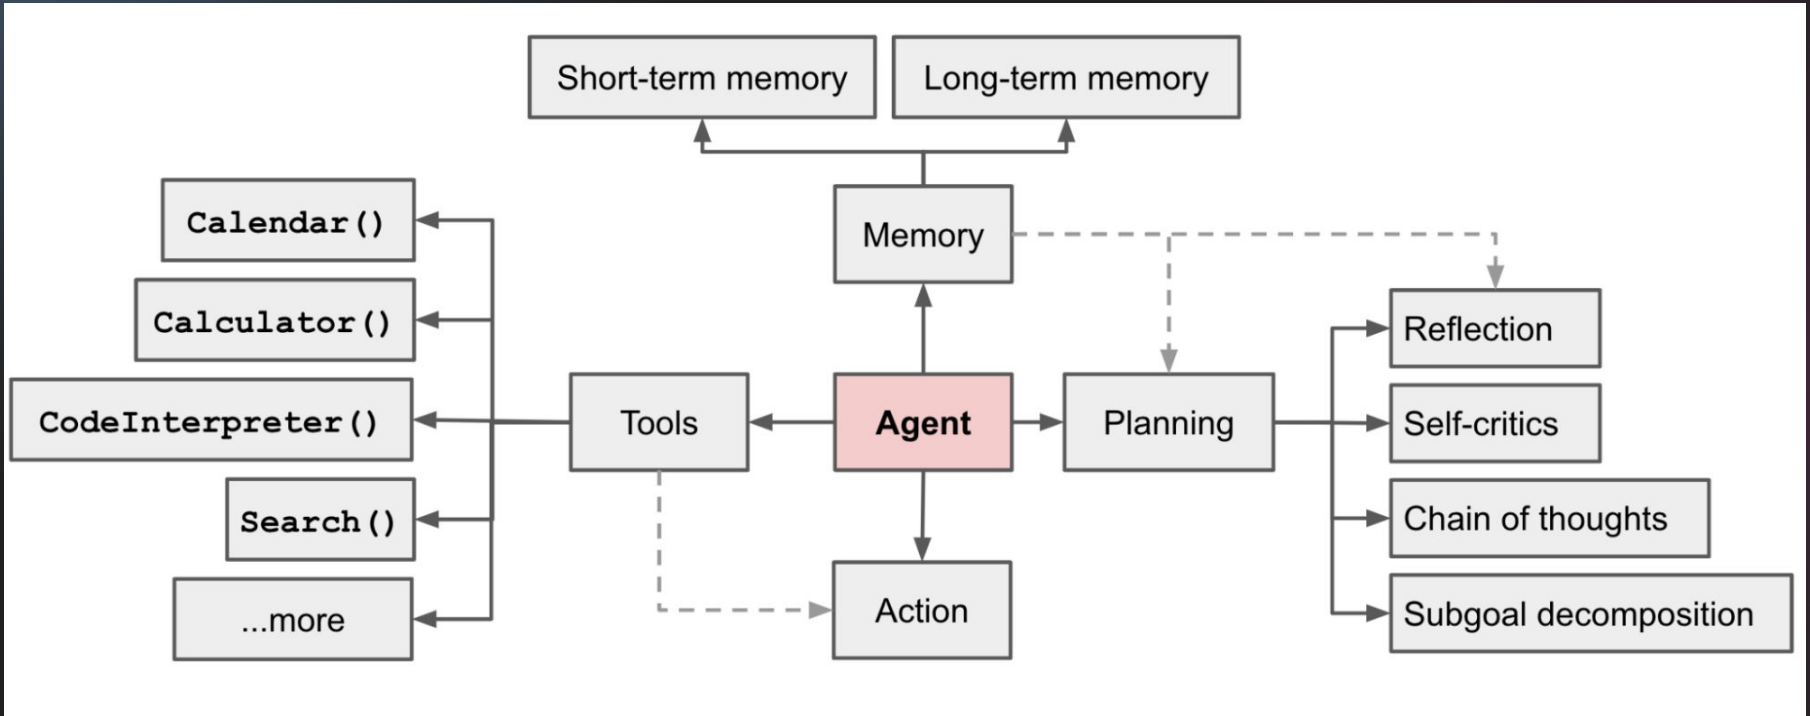 Short-term memory
Long-term memory
Calendar()
Memory
Calculator()
Reflection
CodeInterpreter()
Tools
Agent
Planning
Self-critics
Search()
Chain of thoughts
...more
Action
Subgoal decomposition